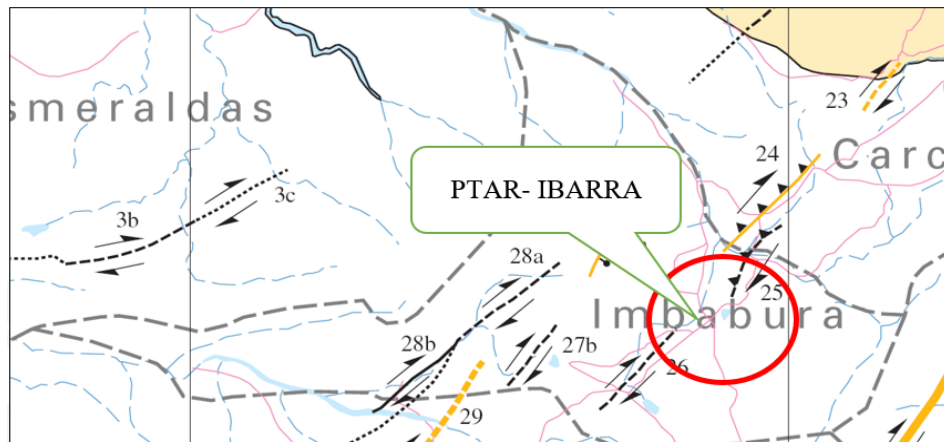 smeraldas
23
Carc
24
PTAR- IBARRA
3b
3c
28a
25
Imbabura
28b
27b
26
29